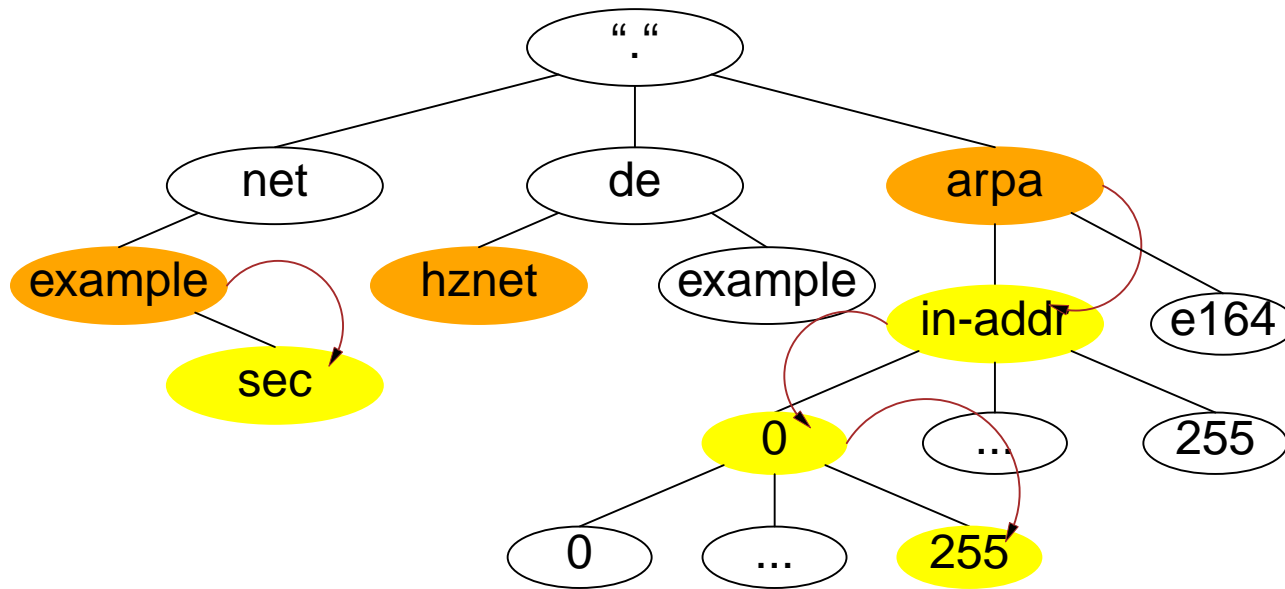 “.“
net
de
arpa
example
hznet
example
in-addr
e164
sec
0
...
255
0
...
255